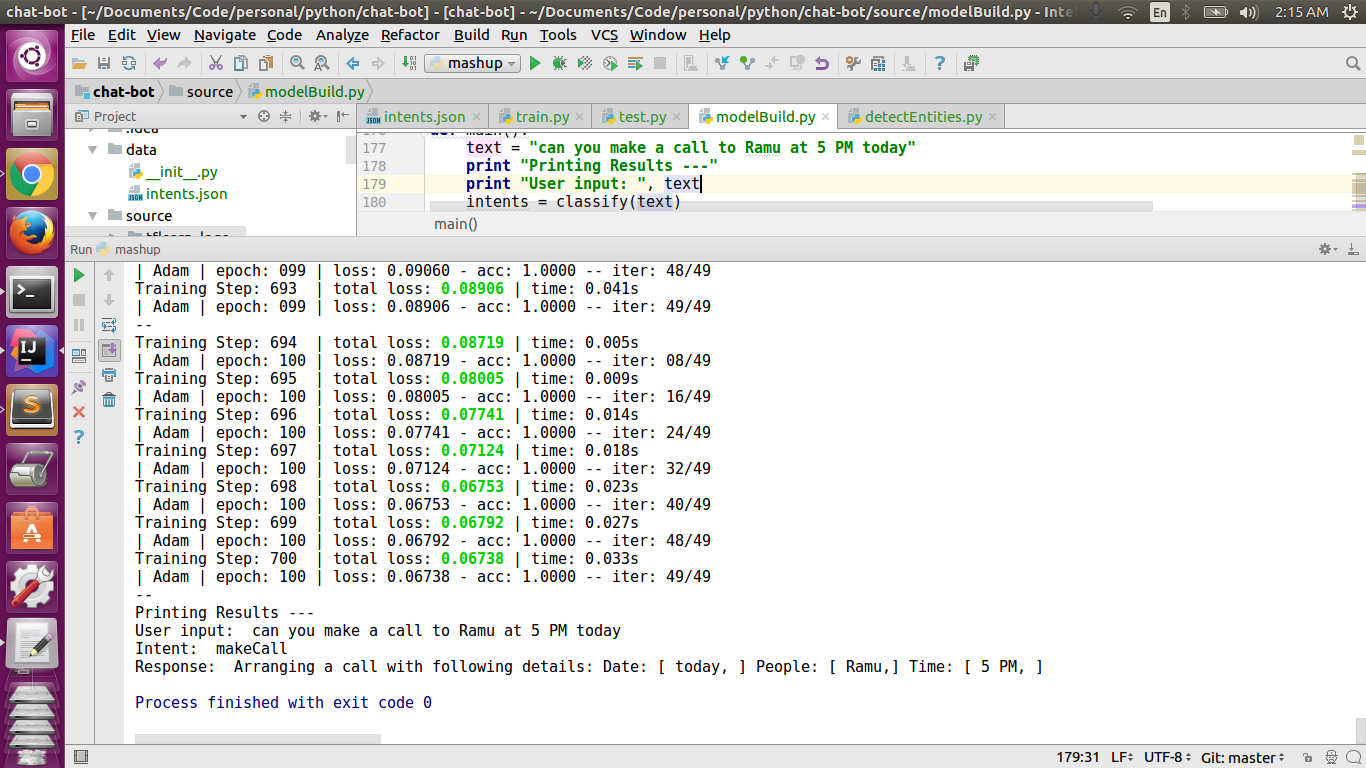 chat-bot - [~/Documents/Code/personal/python/chat-bot] - [chat-bot] - ~/Documents/Code/personal/python/chat-bot/source/modelBuild.py - Intel
En
2:15 AM
File Edit View Navigate Code Analyze Refactor Build Run Tools VCS Window Help
mashup
chat-bot source modelBuild.py
Project
intents.json train.py test.py modelBuild.py detectEntities.py
.idea
data
__init__.py
intents.json
source
176 def main():
177 text = "can you make a call to Ramu at 5 PM today"
178 print "Printing Results ---"
179 print "User input: ", text
180 intents = classify(text)
main()
Run mashup
| Adam | epoch: 099 | loss: 0.09060 - acc: 1.0000 -- iter: 48/49
Training Step: 693 | total loss: 0.08906 | time: 0.041s
| Adam | epoch: 099 | loss: 0.08906 - acc: 1.0000 -- iter: 49/49
--
Training Step: 694 | total loss: 0.08719 | time: 0.005s
| Adam | epoch: 100 | loss: 0.08719 - acc: 1.0000 -- iter: 08/49
Training Step: 695 | total loss: 0.08005 | time: 0.009s
| Adam | epoch: 100 | loss: 0.08005 - acc: 1.0000 -- iter: 16/49
Training Step: 696 | total loss: 0.07741 | time: 0.014s
| Adam | epoch: 100 | loss: 0.07741 - acc: 1.0000 -- iter: 24/49
Training Step: 697 | total loss: 0.07124 | time: 0.018s
| Adam | epoch: 100 | loss: 0.07124 - acc: 1.0000 -- iter: 32/49
Training Step: 698 | total loss: 0.06753 | time: 0.023s
| Adam | epoch: 100 | loss: 0.06753 - acc: 1.0000 -- iter: 40/49
Training Step: 699 | total loss: 0.06792 | time: 0.027s
| Adam | epoch: 100 | loss: 0.06792 - acc: 1.0000 -- iter: 48/49
Training Step: 700 | total loss: 0.06738 | time: 0.033s
| Adam | epoch: 100 | loss: 0.06738 - acc: 1.0000 -- iter: 49/49
--
Printing Results ---
User input:  can you make a call to Ramu at 5 PM today
Intent:  makeCall
Response:  Arranging a call with following details: Date: [ today, ] People: [ Ramu,] Time: [ 5 PM, ]
Process finished with exit code 0
179:31 LF UTF-8 Git: master